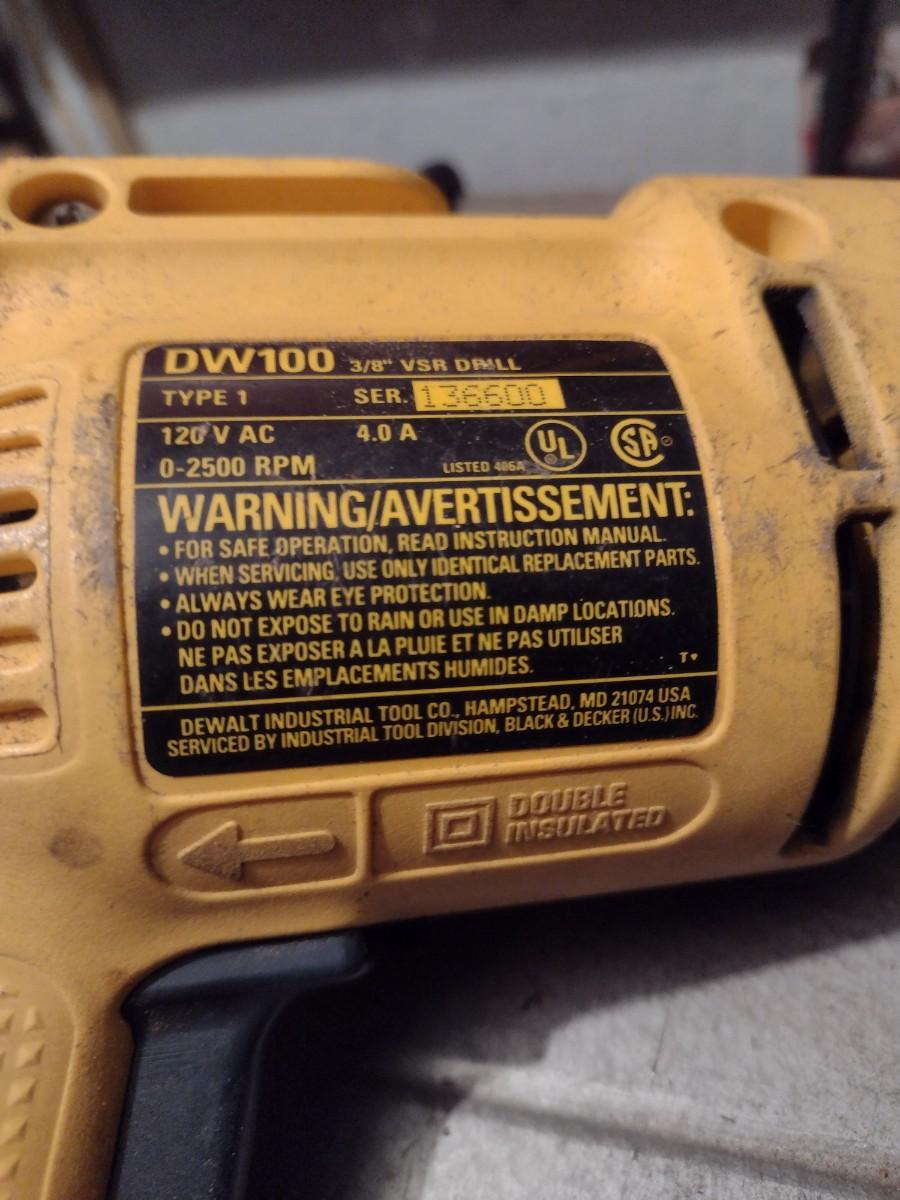 DW100 3/8" VSR DRILL
TYPE 1 SER. 136600
120 V AC 4.0 A
0-2500 RPM LISTED 406A
UL
SA
WARNING/AVERTISSEMENT:
• FOR SAFE OPERATION, READ INSTRUCTION MANUAL.
• WHEN SERVICING, USE ONLY IDENTICAL REPLACEMENT PARTS.
• ALWAYS WEAR EYE PROTECTION.
• DO NOT EXPOSE TO RAIN OR USE IN DAMP LOCATIONS.
NE PAS EXPOSER A LA PLUIE ET NE PAS UTILISER
DANS LES EMPLACEMENTS HUMIDES.
T
DEWALT INDUSTRIAL TOOL CO., HAMPSTEAD, MD 21074 USA
SERVICED BY INDUSTRIAL TOOL DIVISION, BLACK & DECKER (U.S.) INC.
DOUBLE
INSULATED